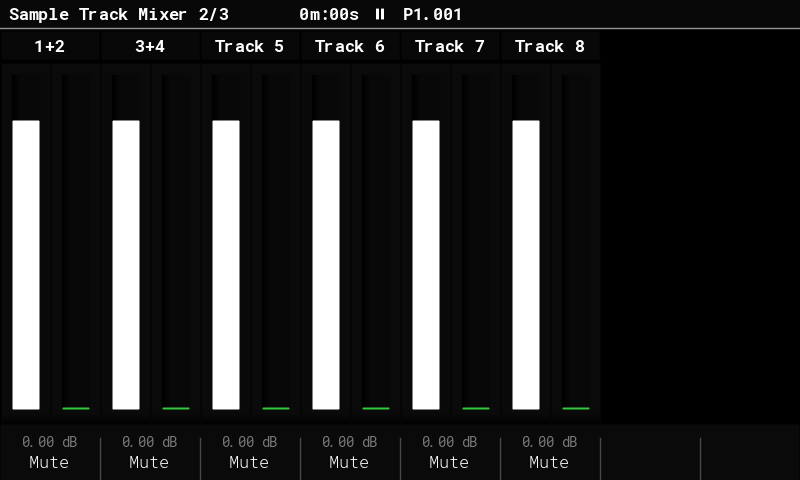 Sample Track Mixer 2/3 0m:00s ⏸ P1.001
1+2 3+4 Track 5 Track 6 Track 7 Track 8
0.00 dB 0.00 dB 0.00 dB 0.00 dB 0.00 dB 0.00 dB
Mute Mute Mute Mute Mute Mute